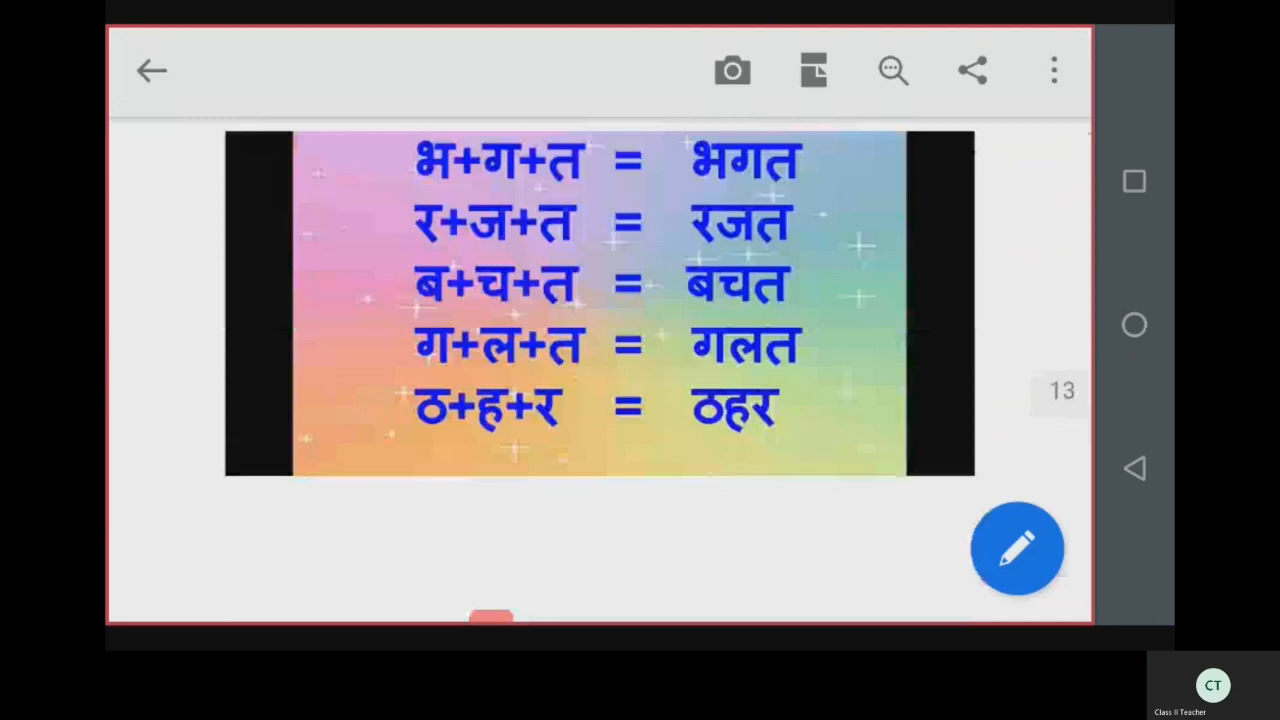 भ+ग+त = भगत
र+ज+त = रजत
ब+च+त = बचत
ग+ल+त = गलत
ठ+ह+र = ठहर
13
CT
Class II Teacher